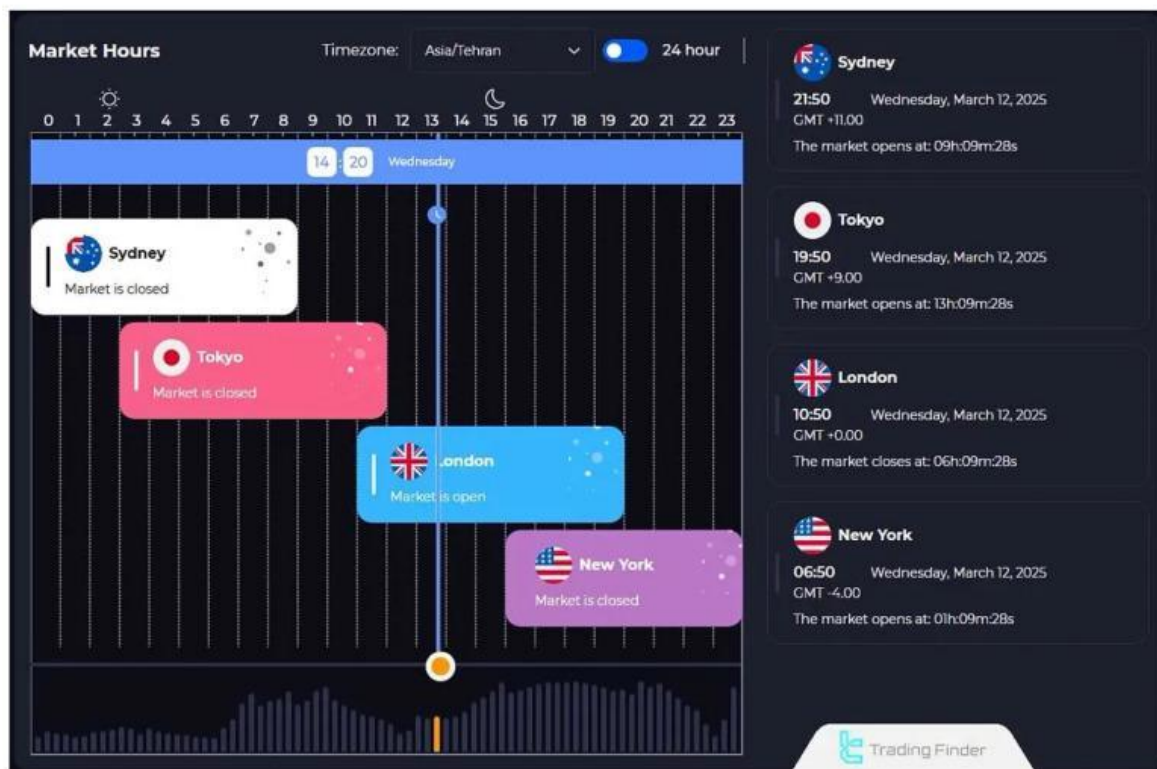 Market Hours
Timezone: Asia/Tehran 24 hour
0 1 2 3 4 5 6 7 8 9 10 11 12 13 14 15 16 17 18 19 20 21 22 23
14 : 20 Wednesday
Sydney
Market is closed
Tokyo
Market is closed
London
Market is open
New York
Market is closed
Sydney
21:50 Wednesday, March 12, 2025
GMT +11.00
The market opens at: 09h:09m:28s
Tokyo
19:50 Wednesday, March 12, 2025
GMT +9.00
The market opens at: 13h:09m:28s
London
10:50 Wednesday, March 12, 2025
GMT +0.00
The market closes at: 06h:09m:28s
New York
06:50 Wednesday, March 12, 2025
GMT -4.00
The market opens at: 01h:09m:28s
Trading Finder